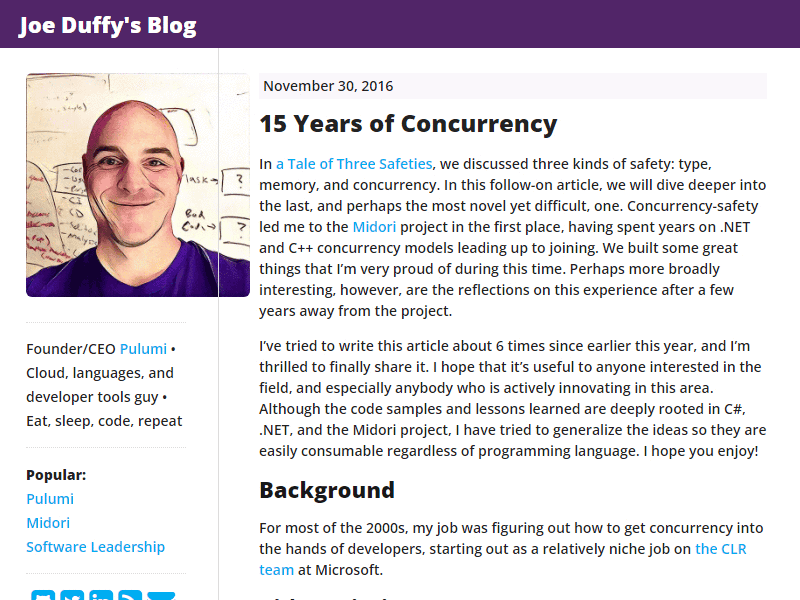 Joe Duffy's Blog
Task
?
Bad
Code
?
Founder/CEO Pulumi •
Cloud, languages, and
developer tools guy •
Eat, sleep, code, repeat
Popular:
Pulumi
Midori
Software Leadership
November 30, 2016
15 Years of Concurrency
In a Tale of Three Safeties, we discussed three kinds of safety: type,
memory, and concurrency. In this follow-on article, we will dive deeper into
the last, and perhaps the most novel yet difficult, one. Concurrency-safety
led me to the Midori project in the first place, having spent years on .NET
and C++ concurrency models leading up to joining. We built some great
things that I’m very proud of during this time. Perhaps more broadly
interesting, however, are the reflections on this experience after a few
years away from the project.
I’ve tried to write this article about 6 times since earlier this year, and I’m
thrilled to finally share it. I hope that it’s useful to anyone interested in the
field, and especially anybody who is actively innovating in this area.
Although the code samples and lessons learned are deeply rooted in C#,
.NET, and the Midori project, I have tried to generalize the ideas so they are
easily consumable regardless of programming language. I hope you enjoy!
Background
For most of the 2000s, my job was figuring out how to get concurrency into
the hands of developers, starting out as a relatively niche job on the CLR
team at Microsoft.